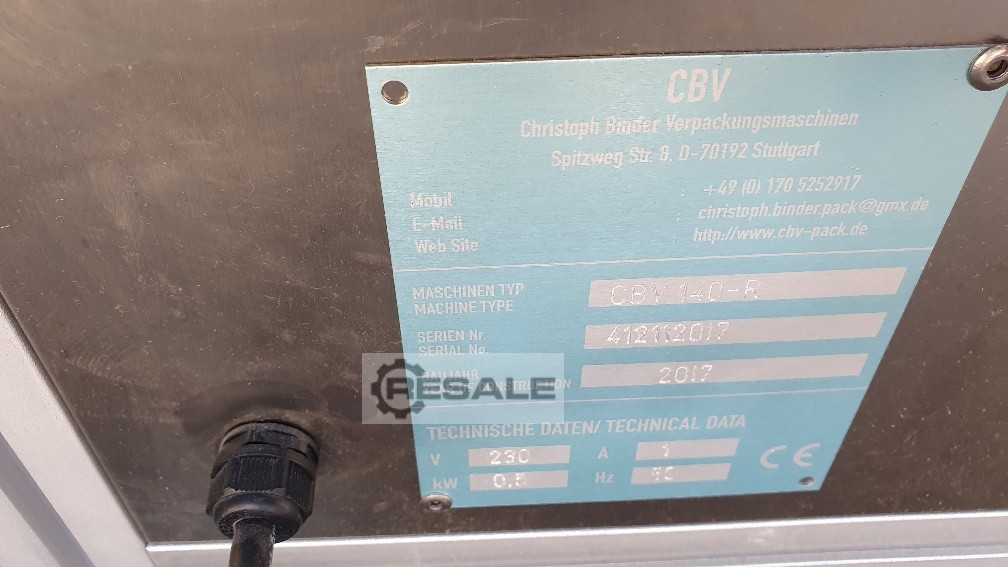 CBV
Christoph Binder Verpackungsmaschinen
Spitzweg Str. 8. D-70192 Stuttgart
Mobil +49 (0) 170 5252917
E-Mail christoph.binder.pack@gmx.de
Web Site http://www.cbv-pack.de
MASCHINEN TYP
MACHINE TYPE CBV 140-R
SERIEN Nr.
SERIAL No. 412112017
BAUJAHR
CONSTRUCTION 2017
RESALE
TECHNISCHE DATEN/ TECHNICAL DATA
V 230 A 1
kW Hz
CE